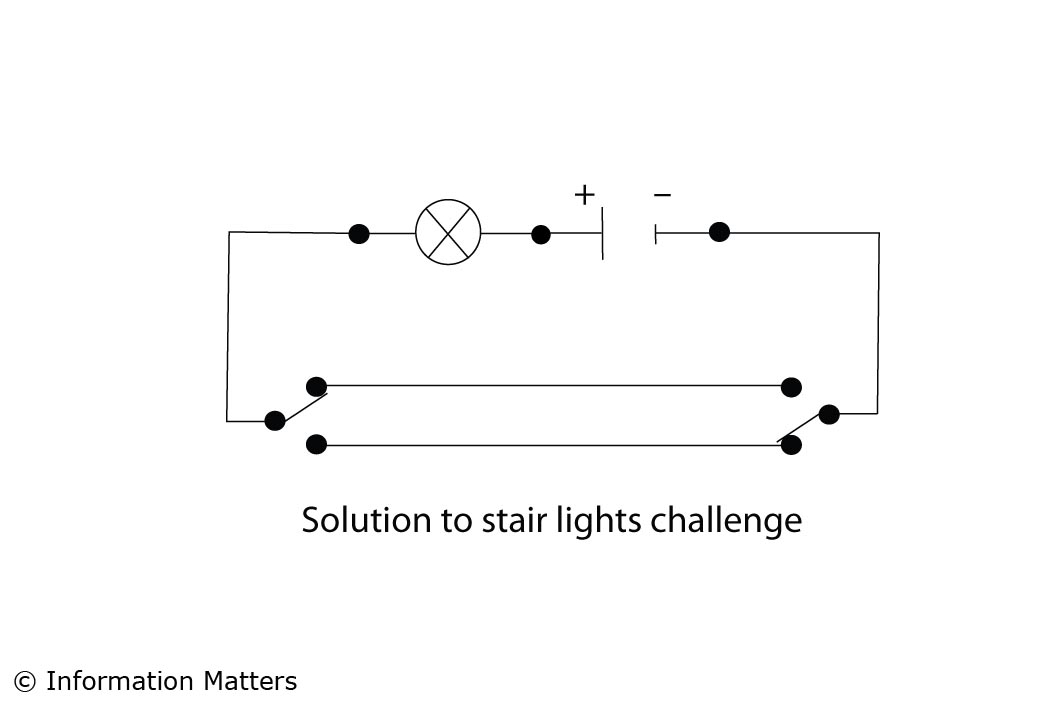 + −
Solution to stair lights challenge
© Information Matters